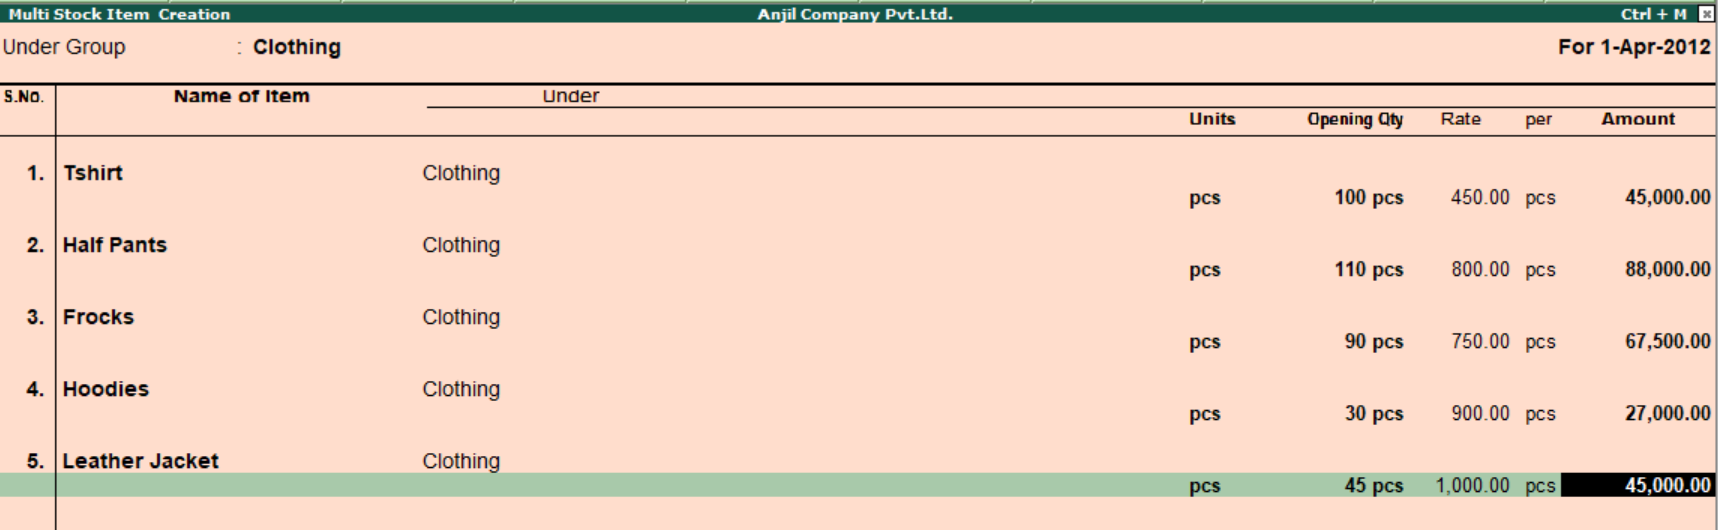 Multi Stock Item Creation Anjil Company Pvt.Ltd. Ctrl + M
Under Group : Clothing For 1-Apr-2012
S.No. Name of Item Under
Units Opening Qty Rate per Amount
1. Tshirt Clothing
pcs 100 pcs 450.00 pcs 45,000.00
2. Half Pants Clothing
pcs 110 pcs 800.00 pcs 88,000.00
3. Frocks Clothing
pcs 90 pcs 750.00 pcs 67,500.00
4. Hoodies Clothing
pcs 30 pcs 900.00 pcs 27,000.00
5. Leather Jacket Clothing
pcs 45 pcs 1,000.00 pcs 45,000.00